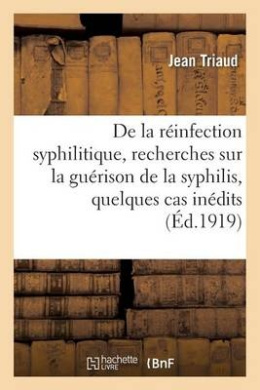 Jean Triaud
De la réinfection syphilitique, recherches sur
la guérison de la syphilis, quelques cas inédits
(Éd.1919)
hachette
LIVRE
{BnF